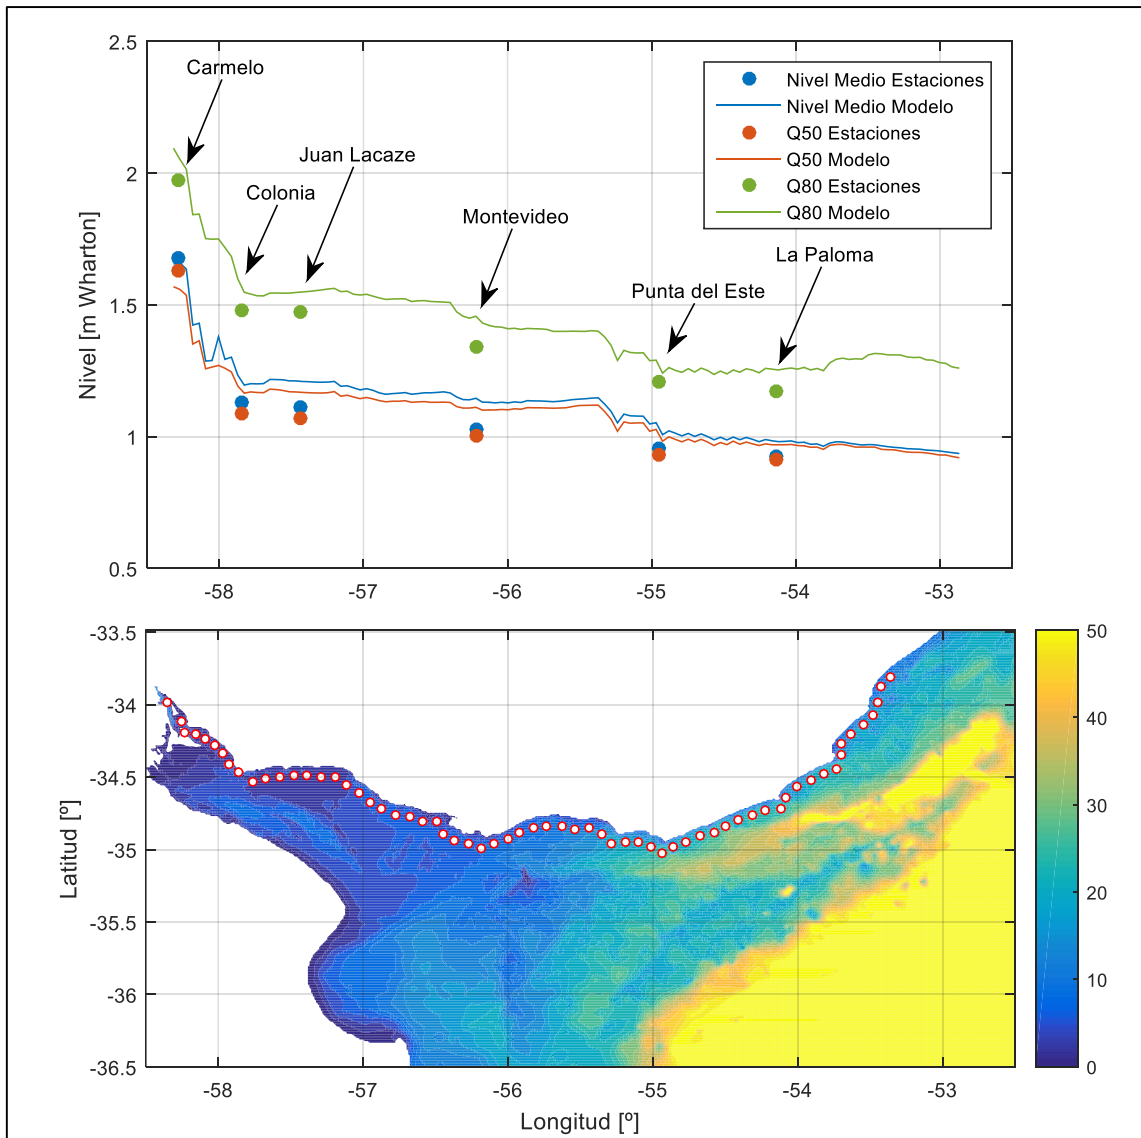 2.5
2
1.5
1
0.5
Nivel [m Wharton]
Carmelo
Juan Lacaze
Colonia
Montevideo
Punta del Este
La Paloma
Nivel Medio Estaciones
Nivel Medio Modelo
Q50 Estaciones
Q50 Modelo
Q80 Estaciones
Q80 Modelo
-58 -57 -56 -55 -54 -53
-33.5
-34
-34.5
-35
-35.5
-36
-36.5
Latitud [º]
-58 -57 -56 -55 -54 -53
Longitud [º]
50
40
30
20
10
0